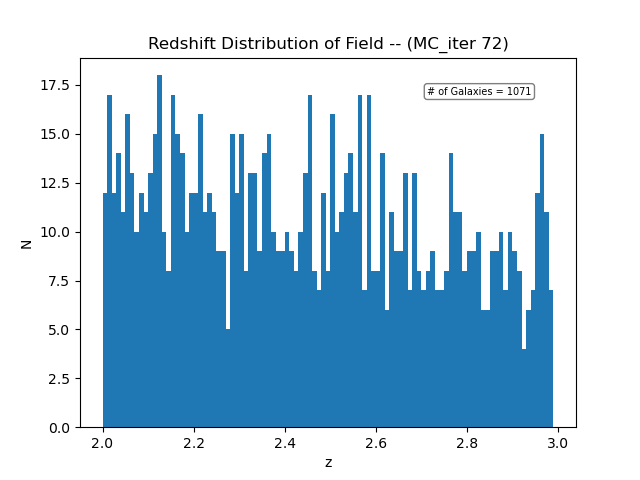 Redshift Distribution of Field -- (MC_iter 72)
# of Galaxies = 1071
17.5
15.0
12.5
10.0
7.5
5.0
2.5
0.0
N
2.0 2.2 2.4 2.6 2.8 3.0
z